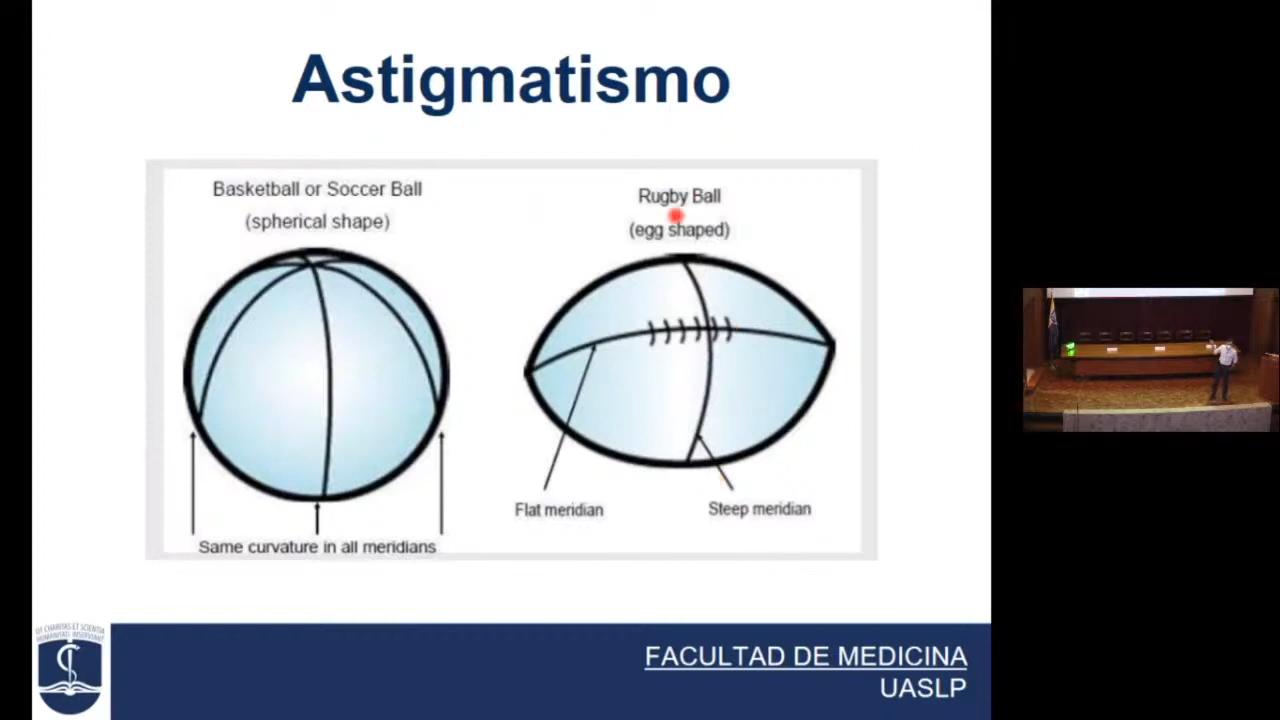 Astigmatismo
Basketball or Soccer Ball
(spherical shape)
Rugby Ball
(egg shaped)
Flat meridian
Steep meridian
Same curvature in all meridians
FACULTAD DE MEDICINA
UASLP